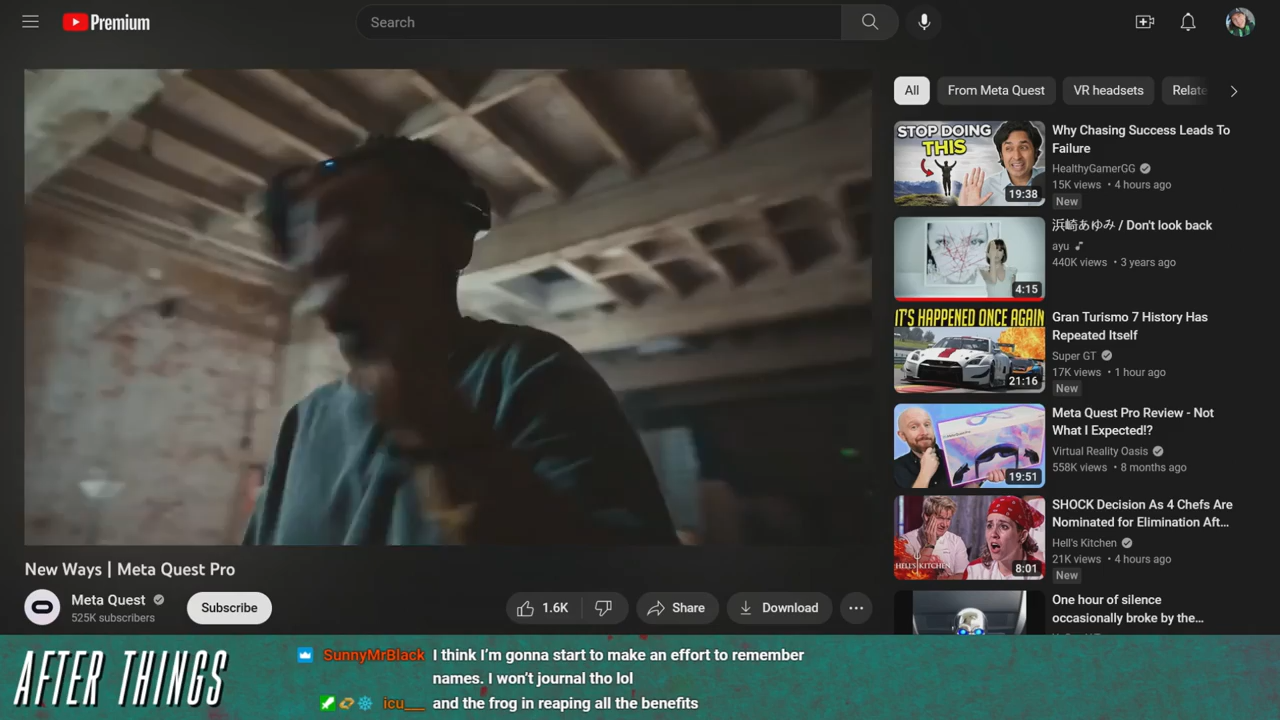 Premium
Search
All
From Meta Quest
VR headsets
Relate
STOP DOING
THIS
19:38
Why Chasing Success Leads To
Failure
HealthyGamerGG
15K views • 4 hours ago
New
4:15
浜崎あゆみ / Don't look back
ayu
440K views • 3 years ago
IT'S HAPPENED ONCE AGAIN
21:16
Gran Turismo 7 History Has
Repeated Itself
Super GT
17K views • 1 hour ago
New
19:51
Meta Quest Pro Review - Not
What I Expected!?
Virtual Reality Oasis
558K views • 8 months ago
HELL'S KITCHEN
8:01
SHOCK Decision As 4 Chefs Are
Nominated for Elimination Aft...
Hell's Kitchen
21K views • 4 hours ago
New
One hour of silence
occasionally broken by the...
New Ways | Meta Quest Pro
Meta Quest
525K subscribers
Subscribe
1.6K
Share
Download
AFTER THINGS
SunnyMrBlack I think I'm gonna start to make an effort to remember
names. I won't journal tho lol
icu___ and the frog in reaping all the benefits